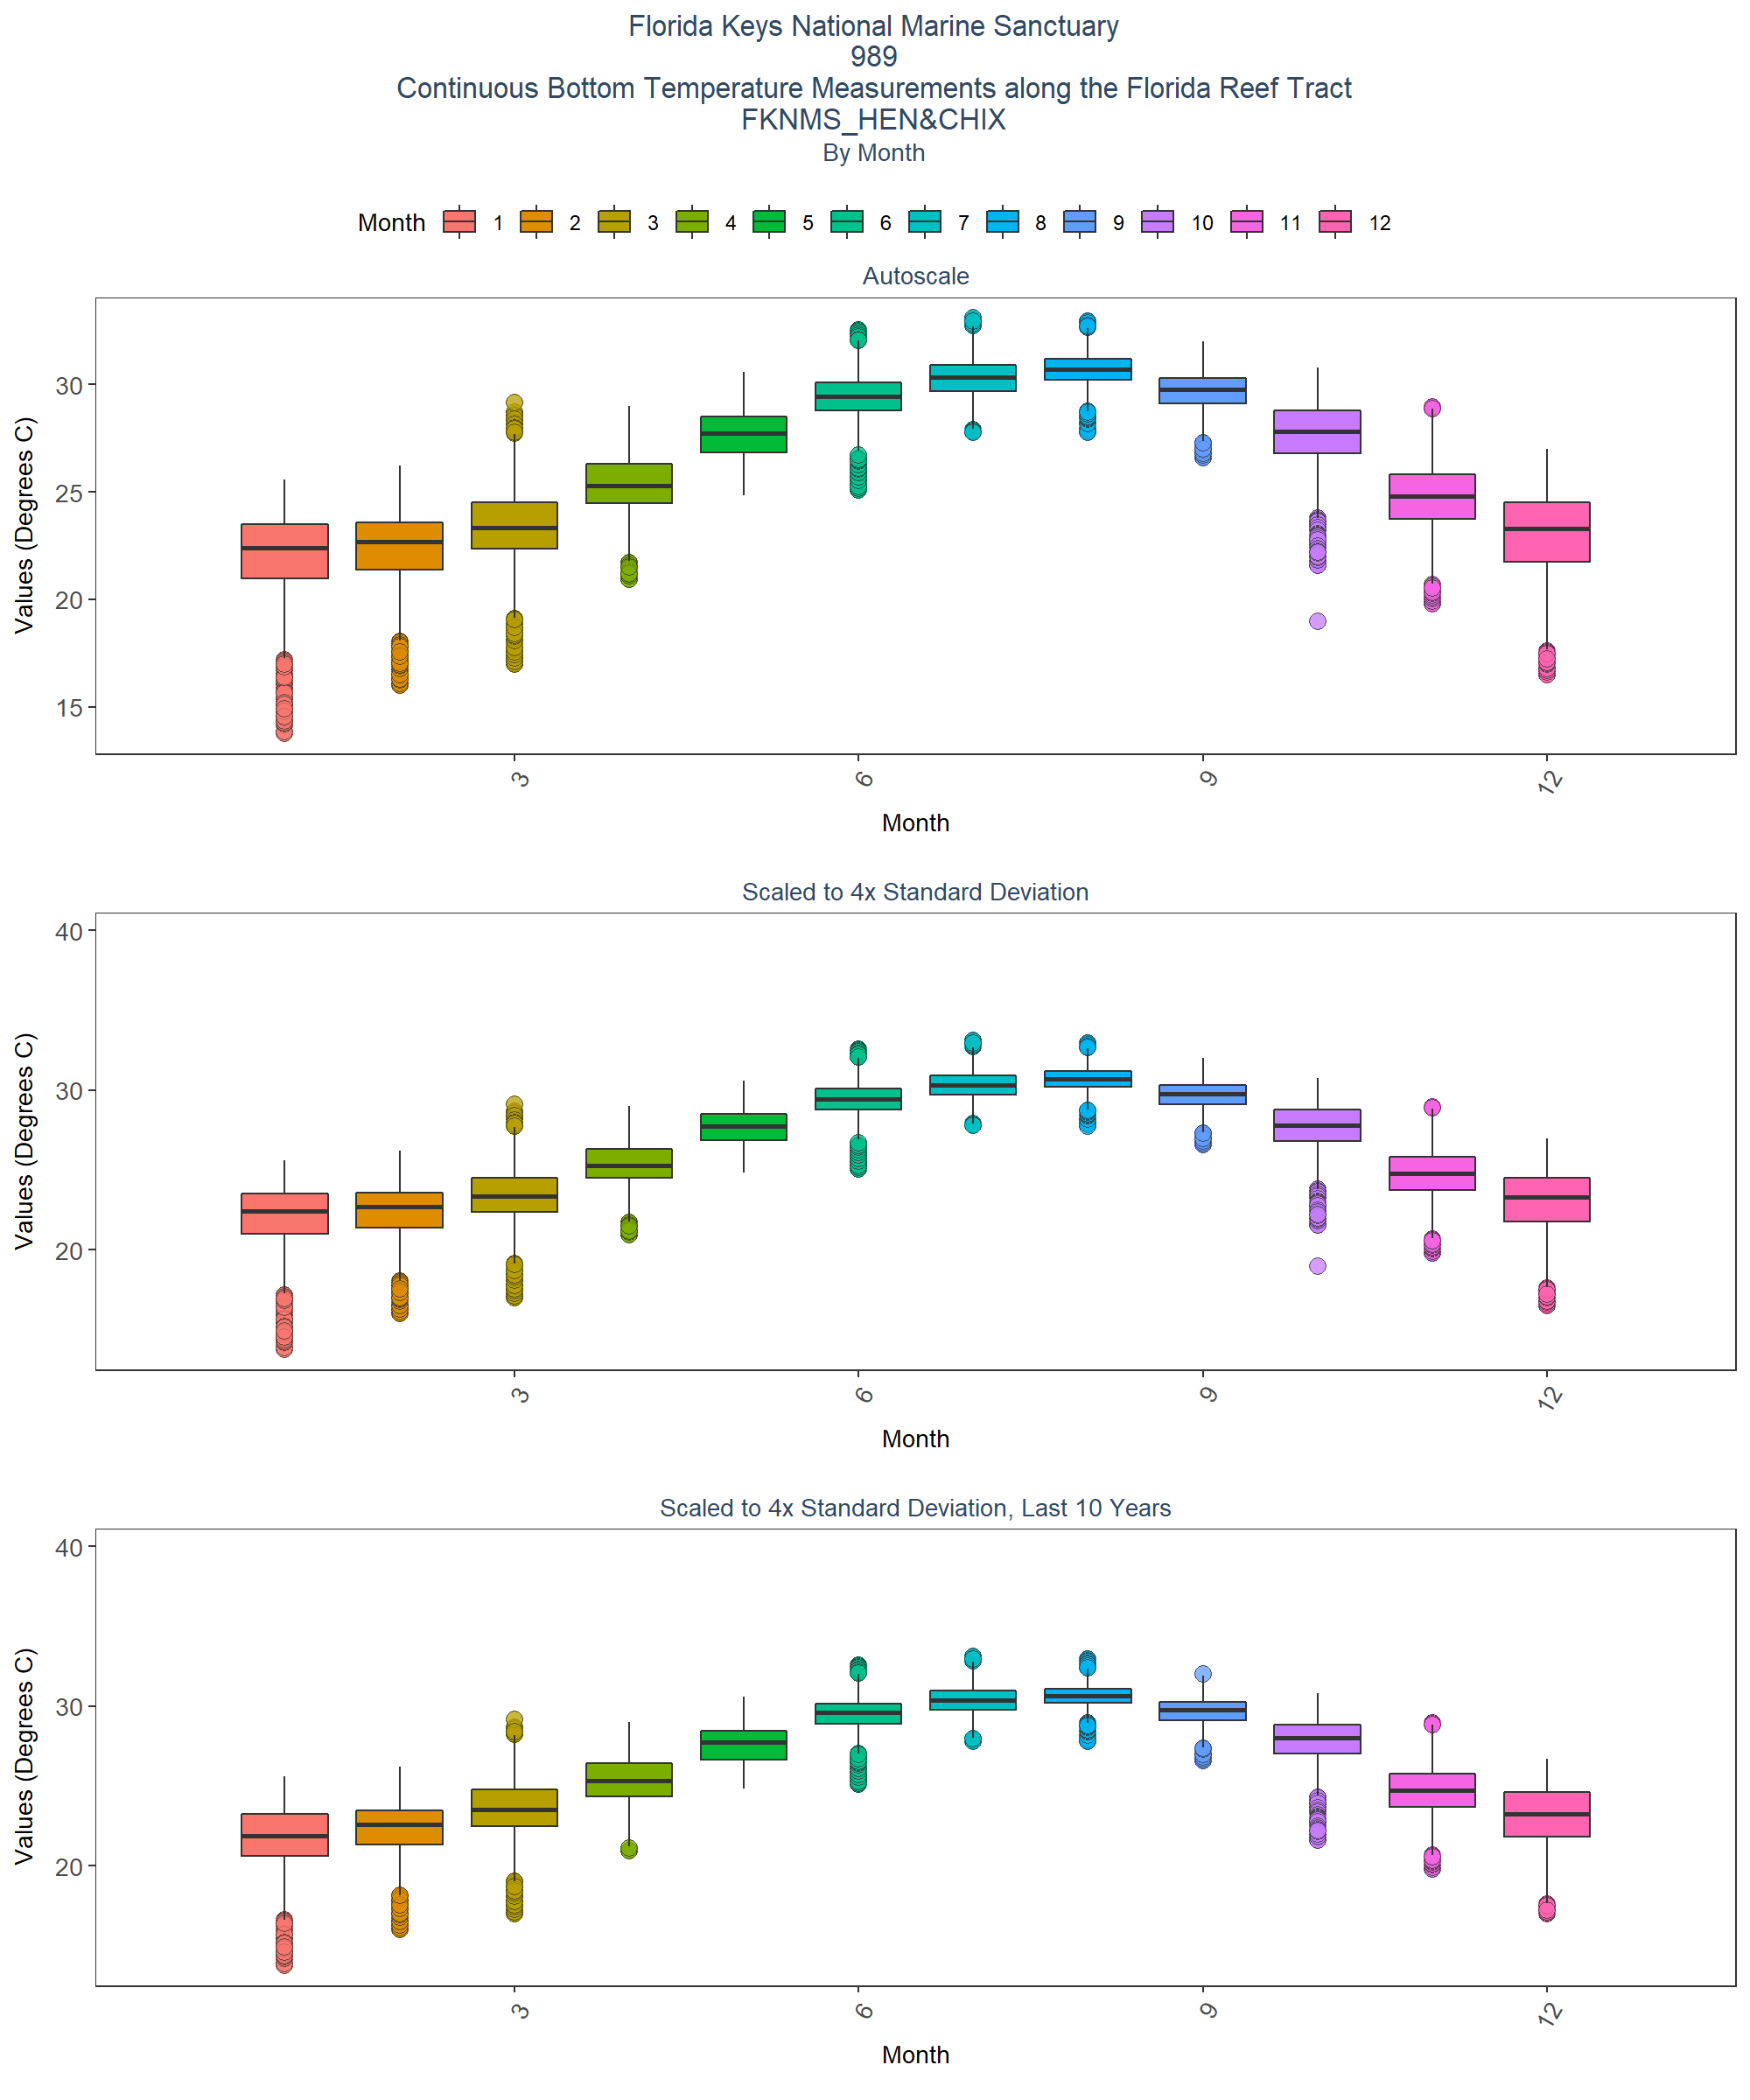 Florida Keys National Marine Sanctuary
989
Continuous Bottom Temperature Measurements along the Florida Reef Tract
FKNMS_HEN&CHIX
By Month
Month 1 2 3 4 5 6 7 8 9 10 11 12
Autoscale
Values (Degrees C)
30
25
20
15
3 6 9 12
Month
Scaled to 4x Standard Deviation
Values (Degrees C)
40
30
20
3 6 9 12
Month
Scaled to 4x Standard Deviation, Last 10 Years
Values (Degrees C)
40
30
20
3 6 9 12
Month